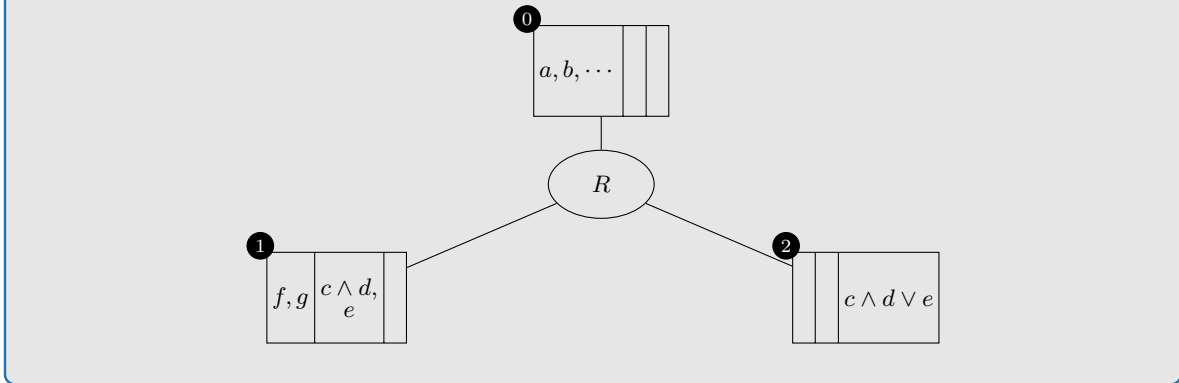 0
a, b, ⋯
R
1
f, g
c ∧ d,
e
2
c ∧ d ∨ e